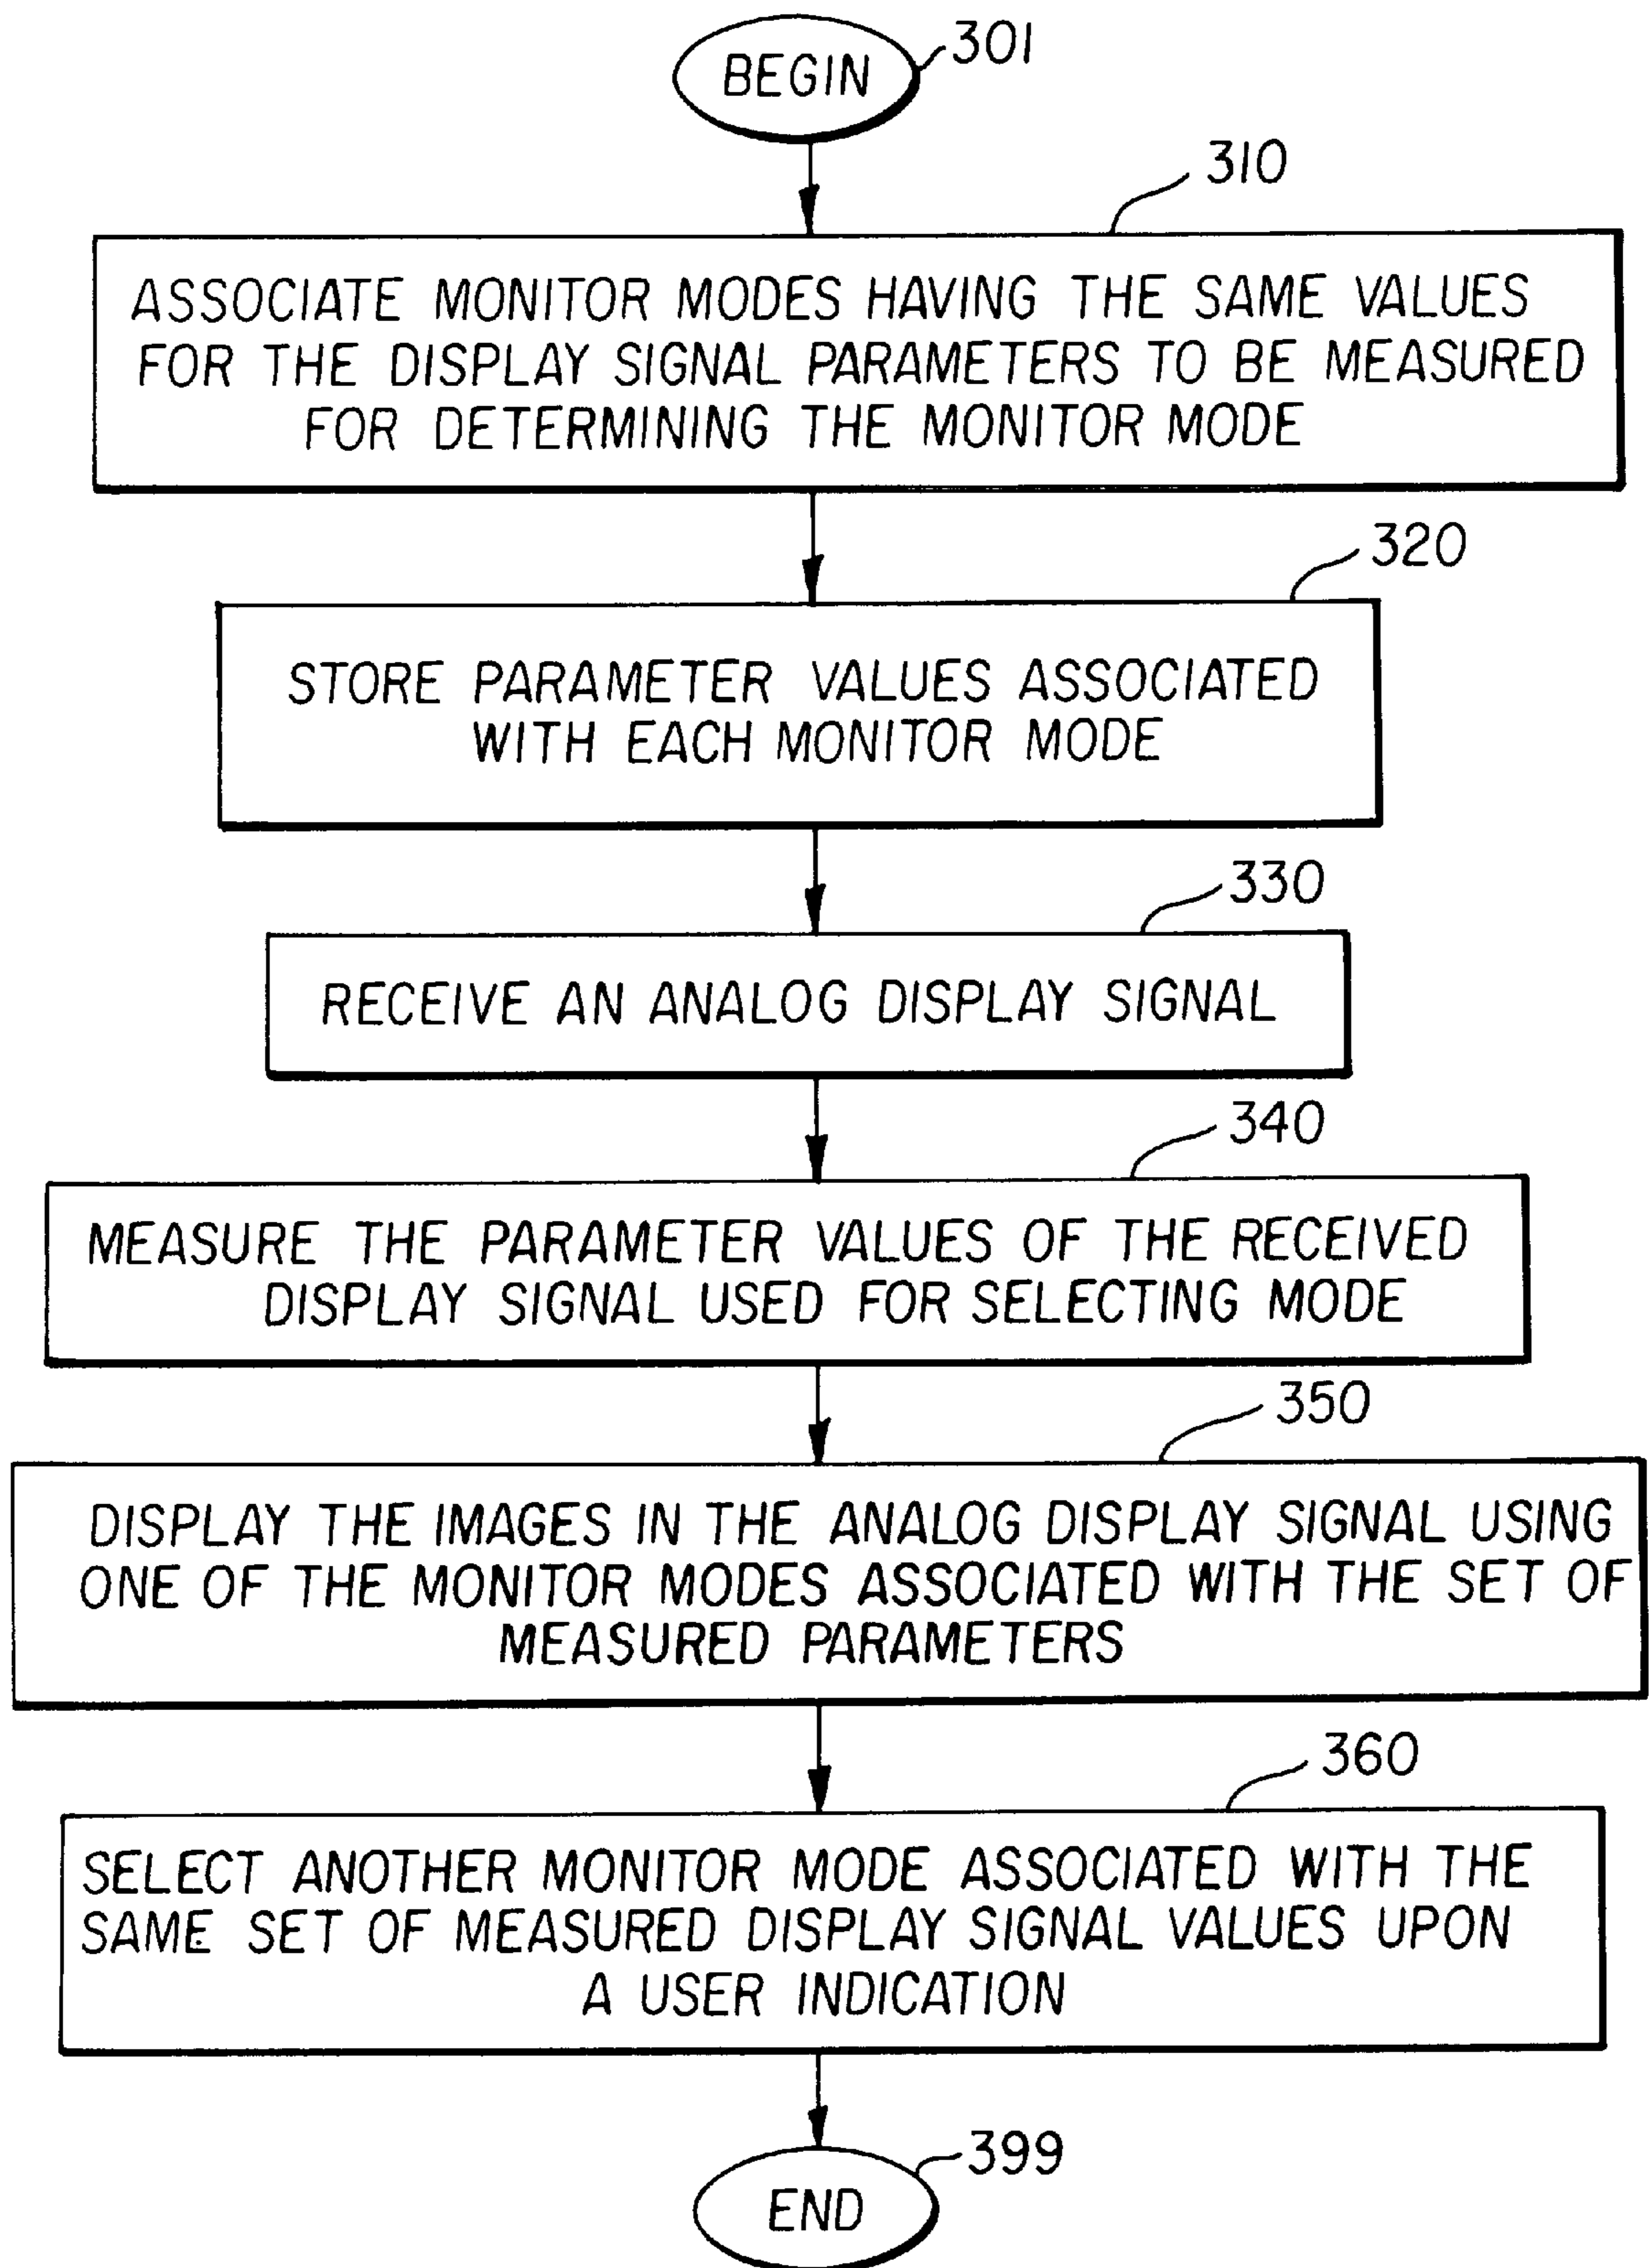 BEGIN
301
310
ASSOCIATE MONITOR MODES HAVING THE SAME VALUES
FOR THE DISPLAY SIGNAL PARAMETERS TO BE MEASURED
FOR DETERMINING THE MONITOR MODE
320
STORE PARAMETER VALUES ASSOCIATED
WITH EACH MONITOR MODE
330
RECEIVE AN ANALOG DISPLAY SIGNAL
340
MEASURE THE PARAMETER VALUES OF THE RECEIVED
DISPLAY SIGNAL USED FOR SELECTING MODE
350
DISPLAY THE IMAGES IN THE ANALOG DISPLAY SIGNAL USING
ONE OF THE MONITOR MODES ASSOCIATED WITH THE SET OF
MEASURED PARAMETERS
360
SELECT ANOTHER MONITOR MODE ASSOCIATED WITH THE
SAME SET OF MEASURED DISPLAY SIGNAL VALUES UPON
A USER INDICATION
399
END